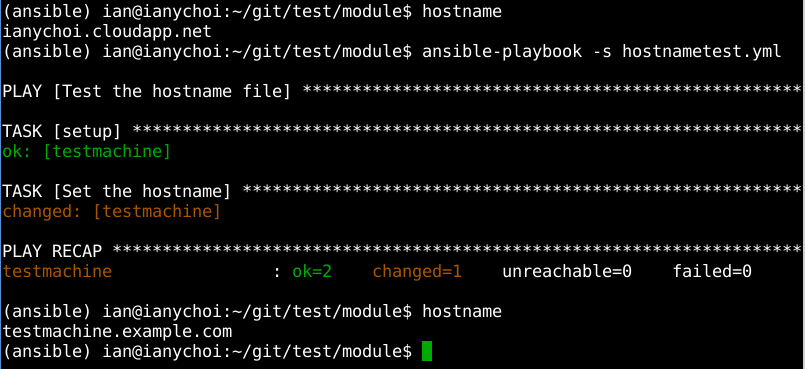 (ansible) ian@ianychoi:~/git/test/module$ hostname
ianychoi.cloudapp.net
(ansible) ian@ianychoi:~/git/test/module$ ansible-playbook -s hostnametest.yml
PLAY [Test the hostname file] **************************************************
TASK [setup] *******************************************************************
ok: [testmachine]
TASK [Set the hostname] ********************************************************
changed: [testmachine]
PLAY RECAP *********************************************************************
testmachine                : ok=2    changed=1    unreachable=0    failed=0
(ansible) ian@ianychoi:~/git/test/module$ hostname
testmachine.example.com
(ansible) ian@ianychoi:~/git/test/module$